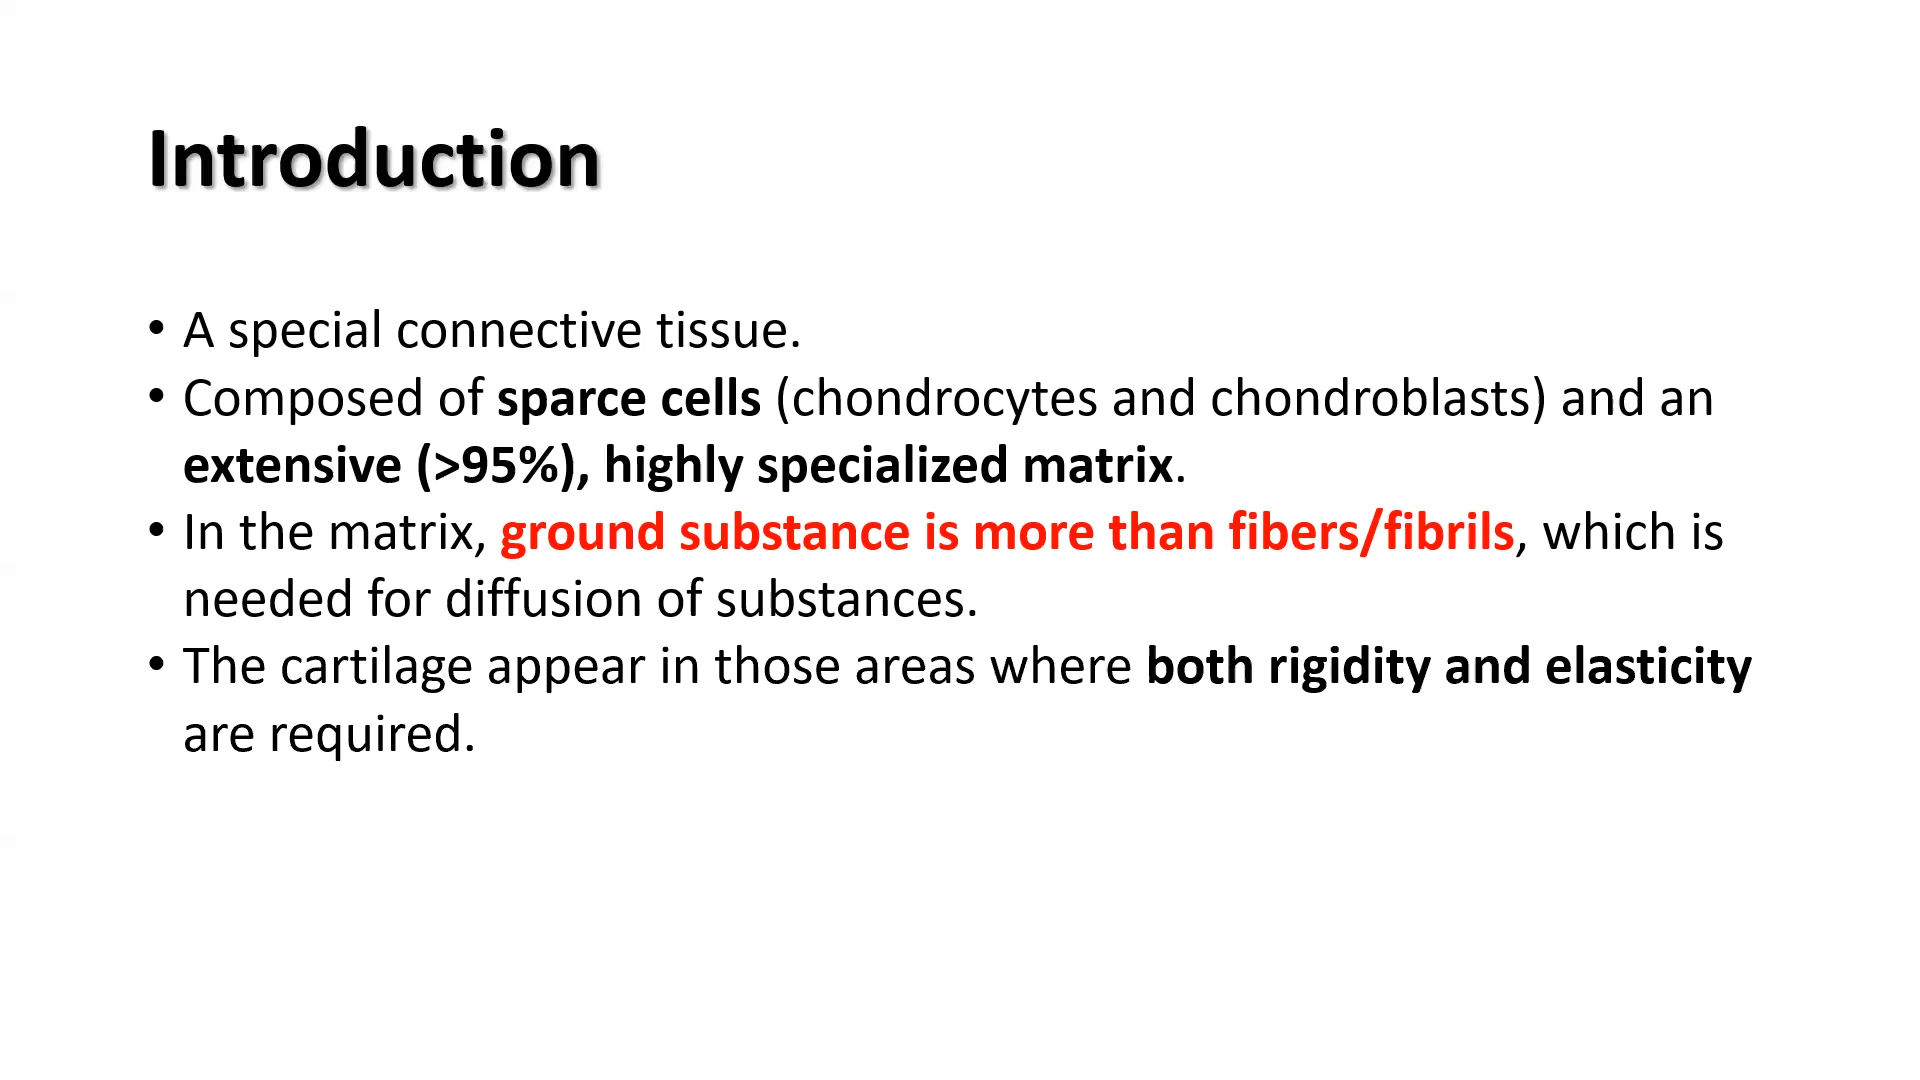 Introduction
• A special connective tissue.
• Composed of sparce cells (chondrocytes and chondroblasts) and an
extensive (>95%), highly specialized matrix.
• In the matrix, ground substance is more than fibers/fibrils, which is
needed for diffusion of substances.
• The cartilage appear in those areas where both rigidity and elasticity
are required.